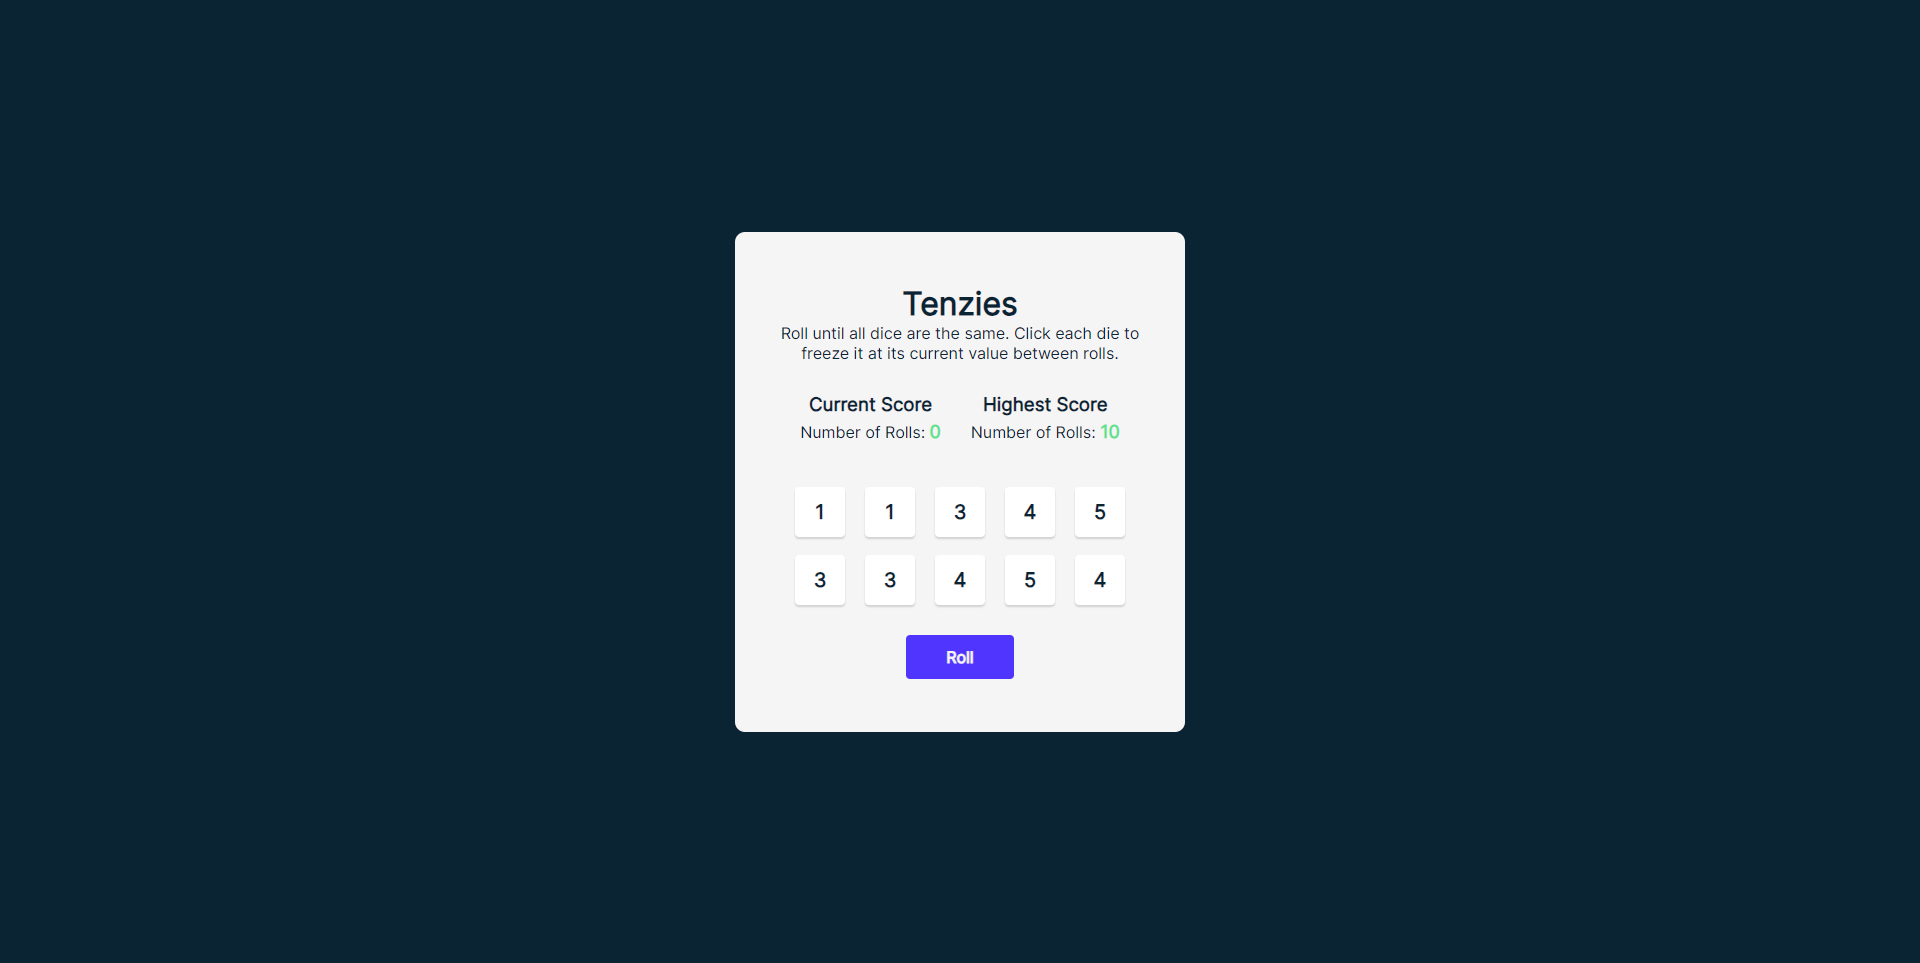 Tenzies
Roll until all dice are the same. Click each die to
freeze it at its current value between rolls.
Current Score Highest Score
Number of Rolls: 0 Number of Rolls: 10
1 1 3 4 5
3 3 4 5 4
Roll